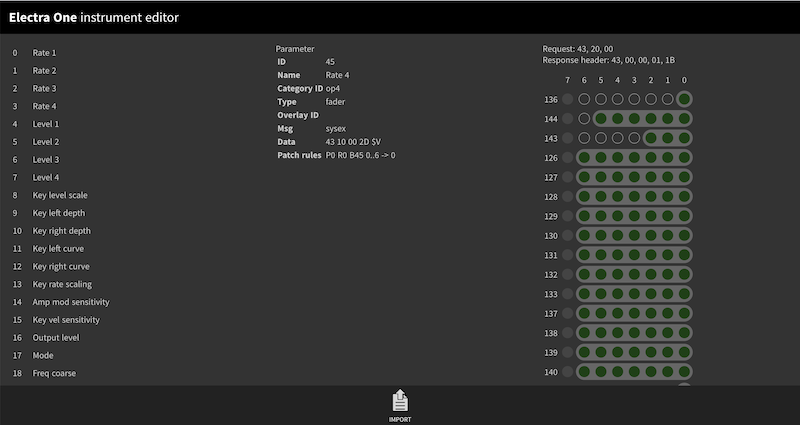 Electra One instrument editor
0 Rate 1
1 Rate 2
2 Rate 3
3 Rate 4
4 Level 1
5 Level 2
6 Level 3
7 Level 4
8 Key level scale
9 Key left depth
10 Key right depth
11 Key left curve
12 Key right curve
13 Key rate scaling
14 Amp mod sensitivity
15 Key vel sensitivity
16 Output level
17 Mode
18 Freq coarse
Parameter
ID 45
Name Rate 4
Category ID op4
Type fader
Overlay ID
Msg sysex
Data 43 10 00 2D $V
Patch rules P0 R0 B45 0..6 -> 0
Request: 43, 20, 00
Response header: 43, 00, 00, 01, 1B
7 6 5 4 3 2 1 0
136
144
143
126
127
128
129
130
131
132
133
137
138
139
140
IMPORT